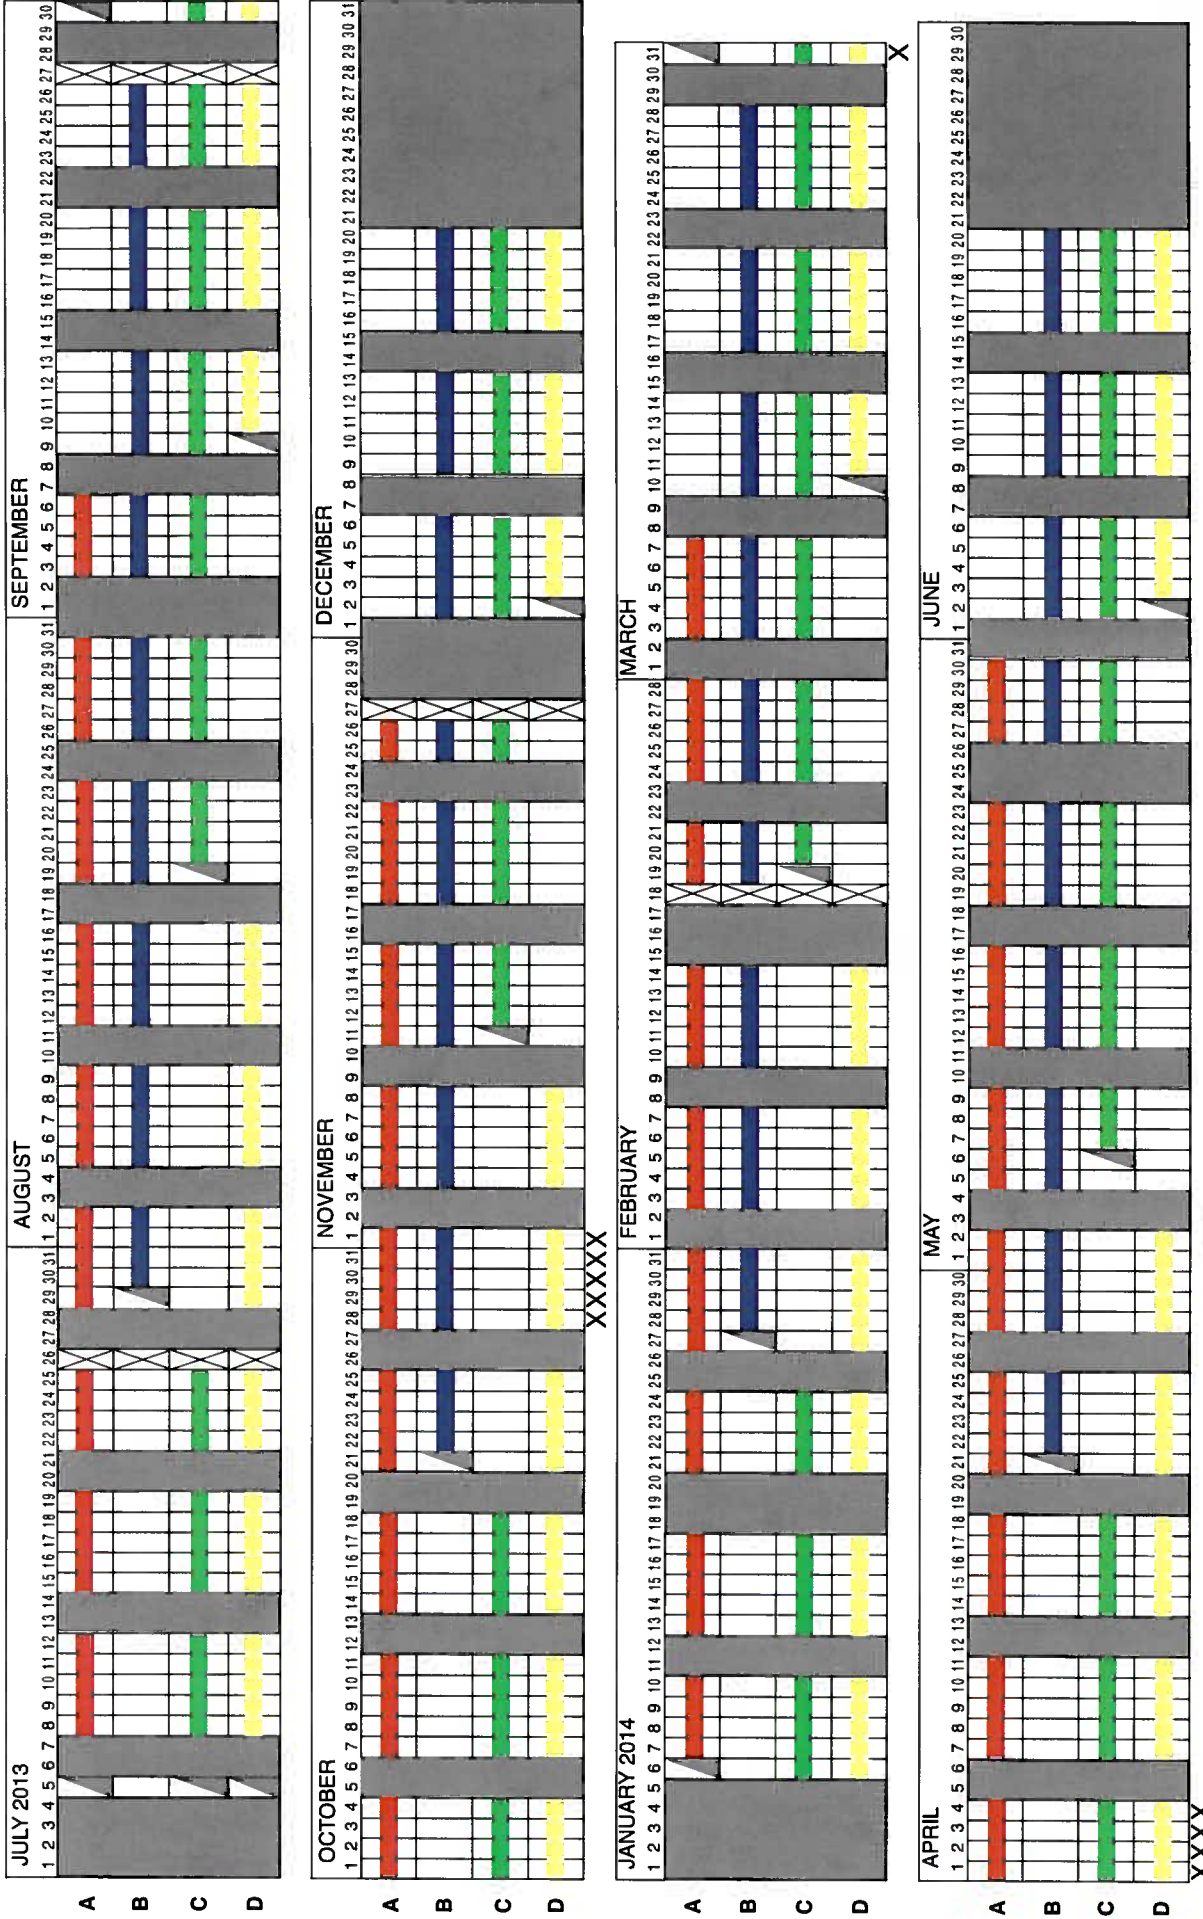 JULY 2013 AUGUST SEPTEMBER
1 2 3 4 5 6 7 8 9 10 11 12 13 14 15 16 17 18 19 20 21 22 23 24 25 26 27 28 29 30 31 1 2 3 4 5 6 7 8 9 10 11 12 13 14 15 16 17 18 19 20 21 22 23 24 25 26 27 28 29 30 31 1 2 3 4 5 6 7 8 9 10 11 12 13 14 15 16 17 18 19 20 21 22 23 24 25 26 27 28 29 30
A
B
C
D
OCTOBER NOVEMBER DECEMBER
1 2 3 4 5 6 7 8 9 10 11 12 13 14 15 16 17 18 19 20 21 22 23 24 25 26 27 28 29 30 31 1 2 3 4 5 6 7 8 9 10 11 12 13 14 15 16 17 18 19 20 21 22 23 24 25 26 27 28 29 30 1 2 3 4 5 6 7 8 9 10 11 12 13 14 15 16 17 18 19 20 21 22 23 24 25 26 27 28 29 30 31
A
B
C
D
XXXXX
JANUARY 2014 FEBRUARY MARCH
1 2 3 4 5 6 7 8 9 10 11 12 13 14 15 16 17 18 19 20 21 22 23 24 25 26 27 28 29 30 31 1 2 3 4 5 6 7 8 9 10 11 12 13 14 15 16 17 18 19 20 21 22 23 24 25 26 27 28 1 2 3 4 5 6 7 8 9 10 11 12 13 14 15 16 17 18 19 20 21 22 23 24 25 26 27 28 29 30 31
A
B
C
D
X
APRIL MAY JUNE
1 2 3 4 5 6 7 8 9 10 11 12 13 14 15 16 17 18 19 20 21 22 23 24 25 26 27 28 29 30 1 2 3 4 5 6 7 8 9 10 11 12 13 14 15 16 17 18 19 20 21 22 23 24 25 26 27 28 29 30 31 1 2 3 4 5 6 7 8 9 10 11 12 13 14 15 16 17 18 19 20 21 22 23 24 25 26 27 28 29 30
A
B
C
D
XXXX